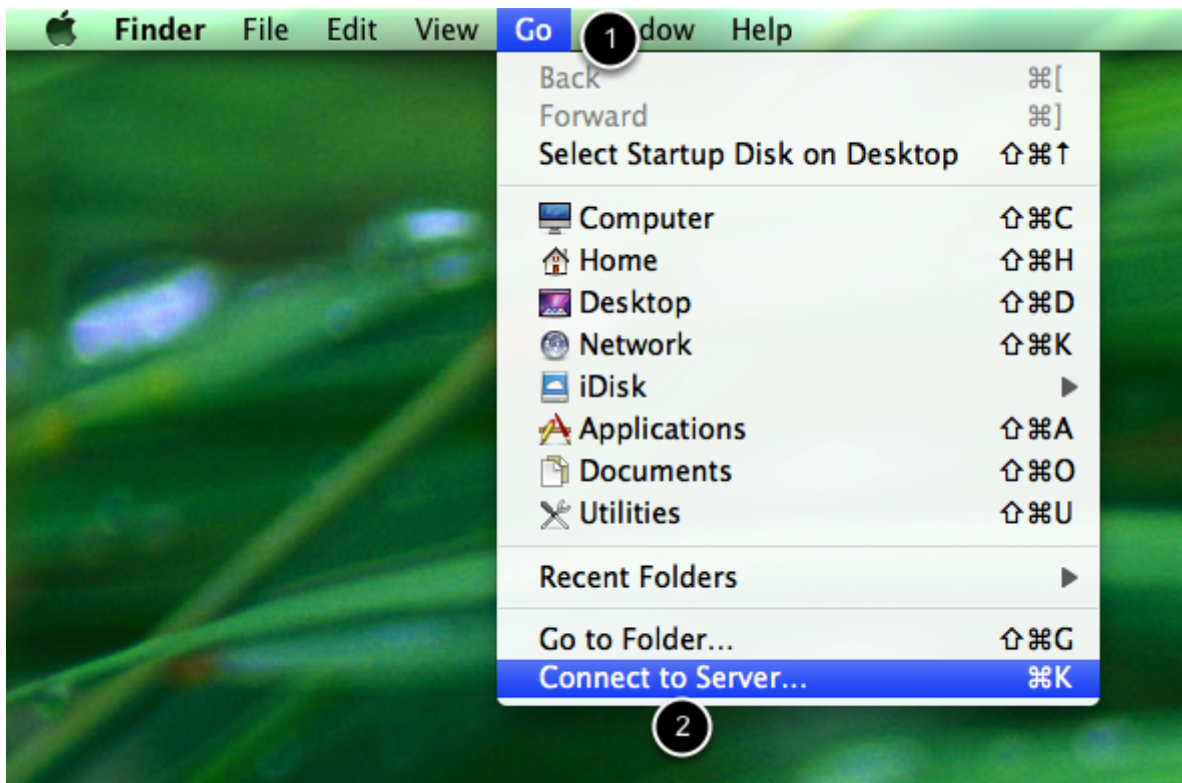 Finder File Edit View Go 1 dow Help
Back ⌘[
Forward ⌘]
Select Startup Disk on Desktop ⇧⌘↑
Computer ⇧⌘C
Home ⇧⌘H
Desktop ⇧⌘D
Network ⇧⌘K
iDisk ▶
Applications ⇧⌘A
Documents ⇧⌘O
Utilities ⇧⌘U
Recent Folders ▶
Go to Folder... ⇧⌘G
Connect to Server... ⌘K
2